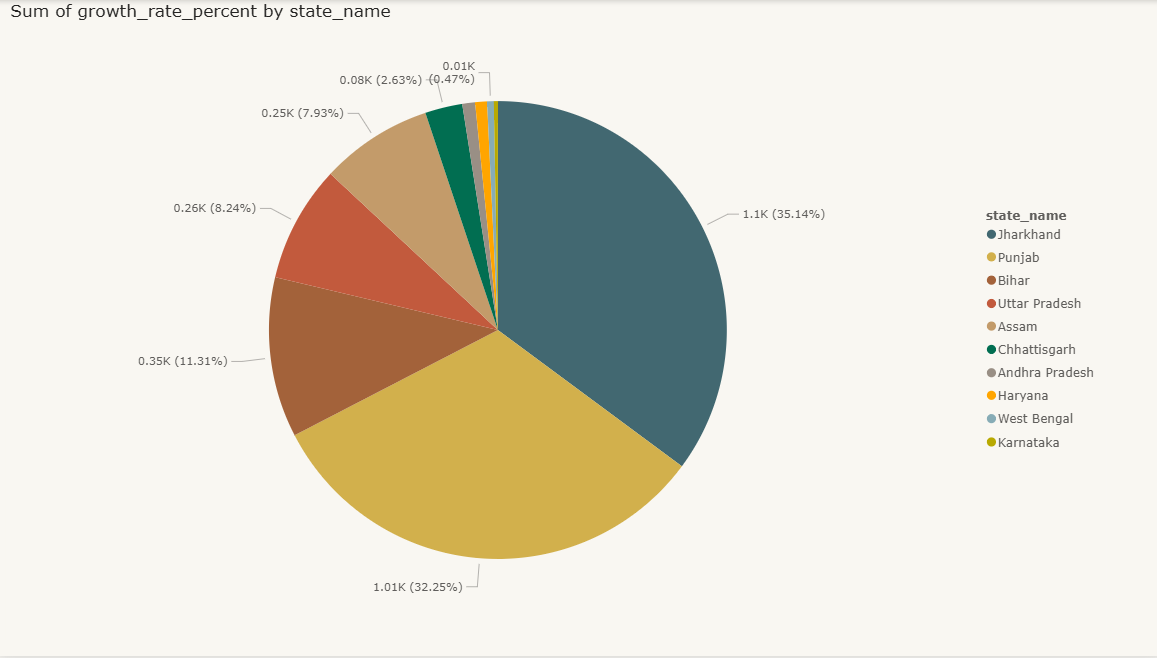 Sum of growth_rate_percent by state_name
0.01K
(0.47%)
0.08K (2.63%)
0.25K (7.93%)
0.26K (8.24%)
1.1K (35.14%)
0.35K (11.31%)
1.01K (32.25%)
state_name
Jharkhand
Punjab
Bihar
Uttar Pradesh
Assam
Chhattisgarh
Andhra Pradesh
Haryana
West Bengal
Karnataka